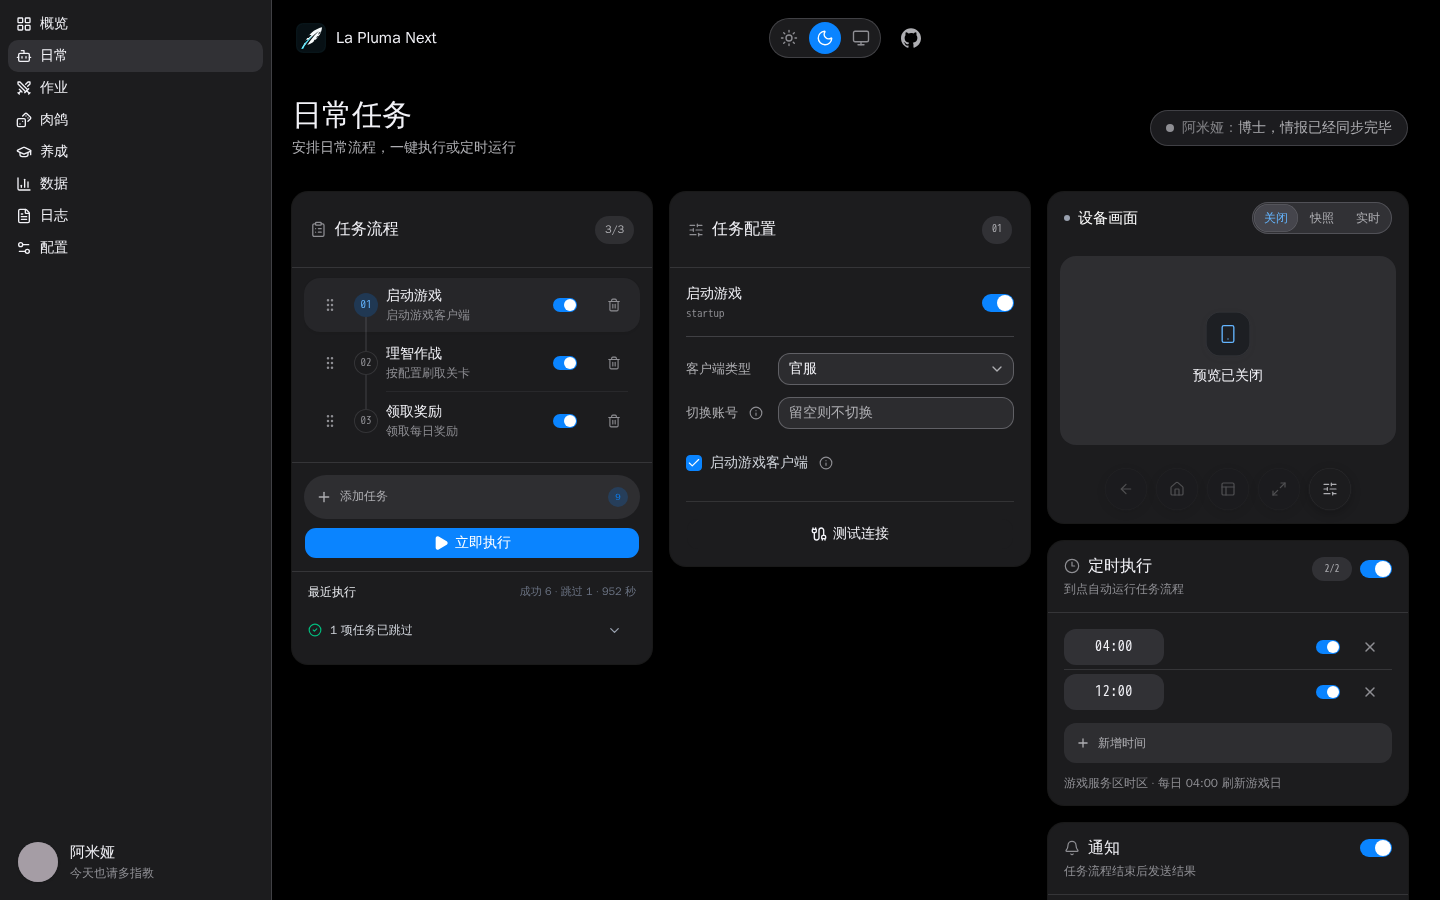 概览
日常
作业
肉鸽
养成
数据
日志
配置
阿米娅
今天也请多指教
La Pluma Next
日常任务
安排日常流程，一键执行或定时运行
阿米娅：博士，情报已经同步完毕
任务流程
3/3
01
启动游戏
启动游戏客户端
02
理智作战
按配置刷取关卡
03
领取奖励
领取每日奖励
添加任务
9
立即执行
最近执行
成功 6 · 跳过 1 · 952 秒
1 项任务已跳过
任务配置
01
启动游戏
startup
客户端类型
官服
切换账号
留空则不切换
启动游戏客户端
测试连接
设备画面
关闭
快照
实时
预览已关闭
定时执行
2/2
到点自动运行任务流程
04:00
12:00
新增时间
游戏服务区时区 · 每日 04:00 刷新游戏日
通知
任务流程结束后发送结果